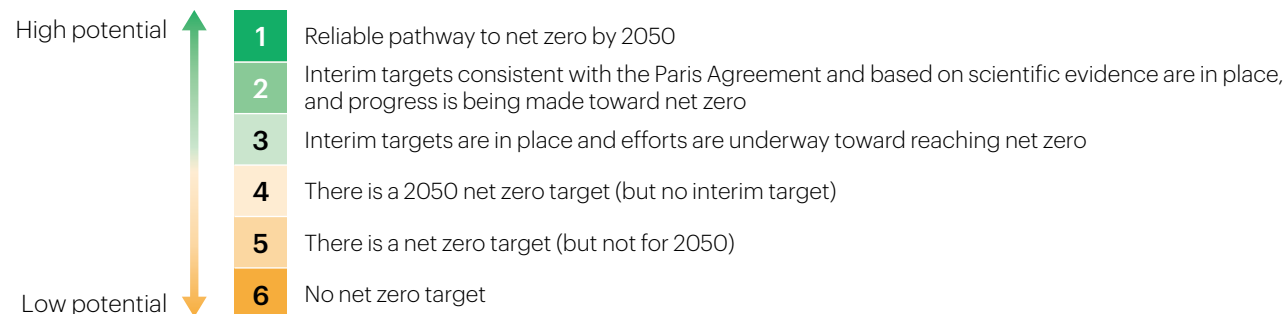 High potential
1 Reliable pathway to net zero by 2050
2 Interim targets consistent with the Paris Agreement and based on scientific evidence are in place,
and progress is being made toward net zero
3 Interim targets are in place and efforts are underway toward reaching net zero
4 There is a 2050 net zero target (but no interim target)
5 There is a net zero target (but not for 2050)
Low potential
6 No net zero target